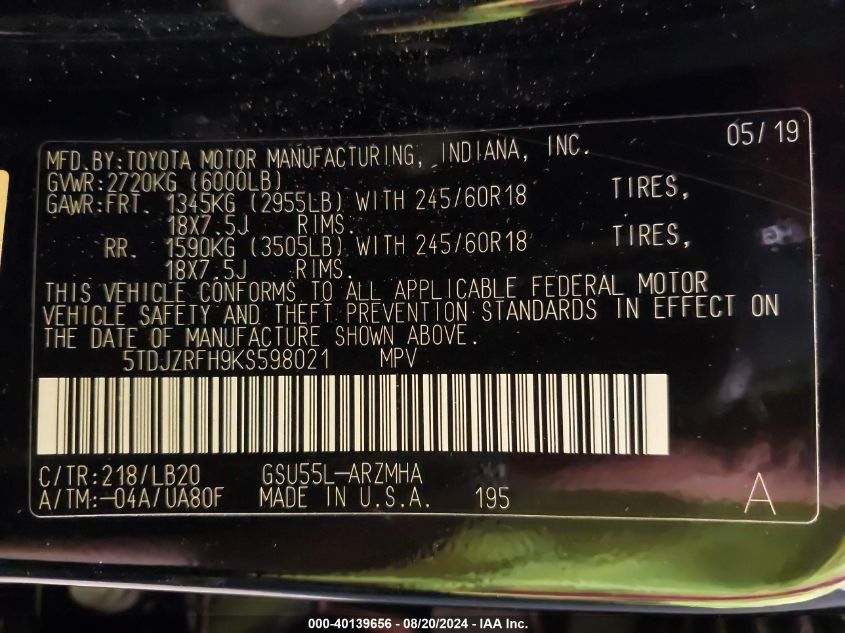 05/19
MFD.BY:TOYOTA MOTOR MANUFACTURING, INDIANA, INC.
GVWR:2720KG (6000LB)
GAWR:FRT. 1345KG (2955LB) WITH 245/60R18 TIRES,
18X7.5J RIMS.
RR. 1590KG (3505LB) WITH 245/60R18 TIRES,
18X7.5J RIMS.
THIS VEHICLE CONFORMS TO ALL APPLICABLE FEDERAL MOTOR
VEHICLE SAFETY AND THEFT PREVENTION STANDARDS IN EFFECT ON
THE DATE OF MANUFACTURE SHOWN ABOVE.
5TDJZRFH9KS598021 MPV
C/TR:218/LB20 GSU55L-ARZMHA
A/TM:-04A/UA80F MADE IN U.S.A. 195 A
000-40139656 - 08/20/2024 - IAA Inc.